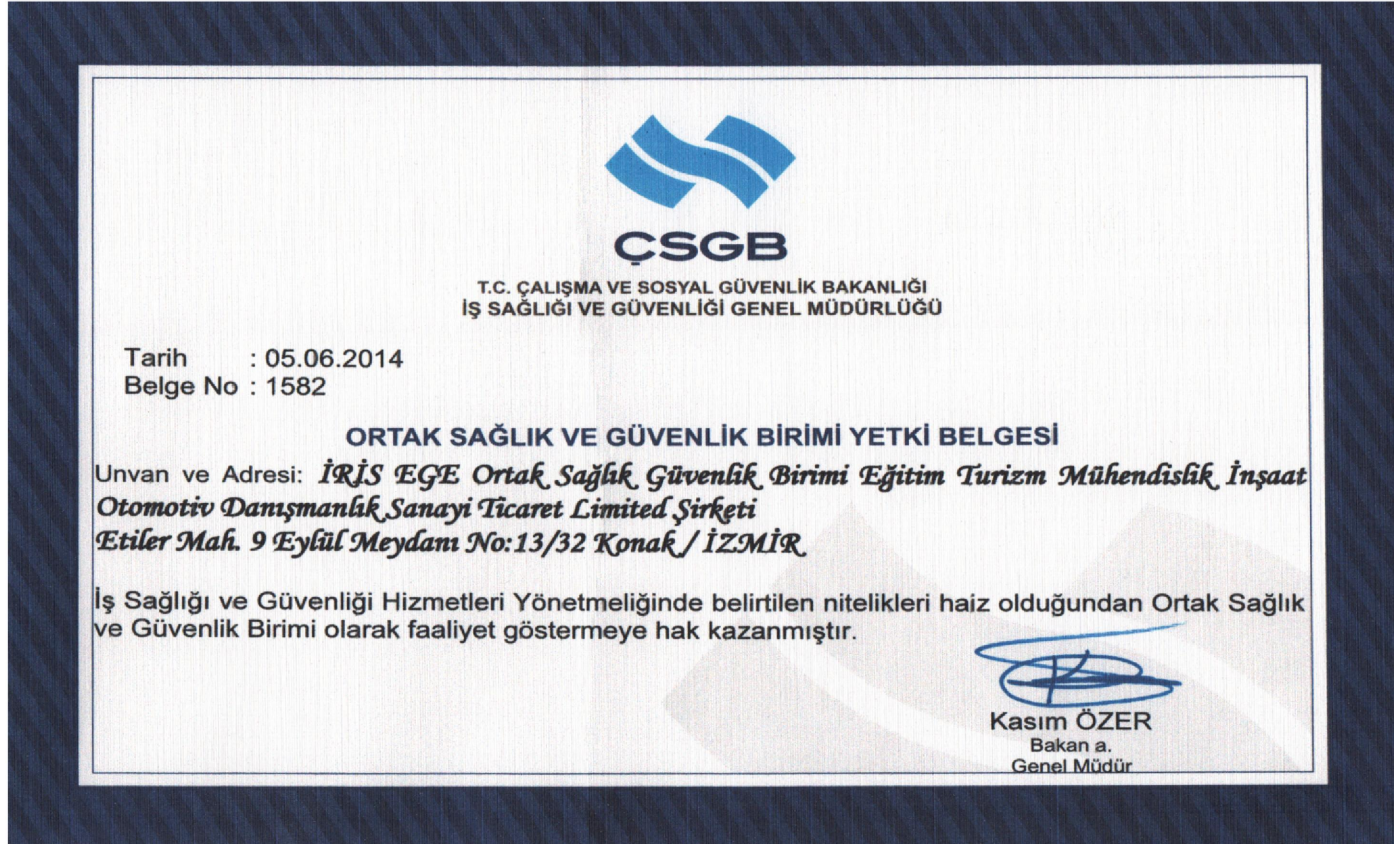 ÇSGB
T.C. ÇALIŞMA VE SOSYAL GÜVENLİK BAKANLIĞI
İŞ SAĞLIĞI VE GÜVENLİĞİ GENEL MÜDÜRLÜĞÜ
Tarih : 05.06.2014
Belge No : 1582
ORTAK SAĞLIK VE GÜVENLİK BİRİMİ YETKİ BELGESİ
Unvan ve Adresi: İRİS EGE Ortak Sağlık Güvenlik Birimi Eğitim Turizm Mühendislik İnşaat
Otomotiv Danışmanlık Sanayi Ticaret Limited Şirketi
Etiler Mah. 9 Eylül Meydanı No:13/32 Konak / İZMİR
İş Sağlığı ve Güvenliği Hizmetleri Yönetmeliğinde belirtilen nitelikleri haiz olduğundan Ortak Sağlık
ve Güvenlik Birimi olarak faaliyet göstermeye hak kazanmıştır.
Kasım ÖZER
Bakan a.
Genel Müdür